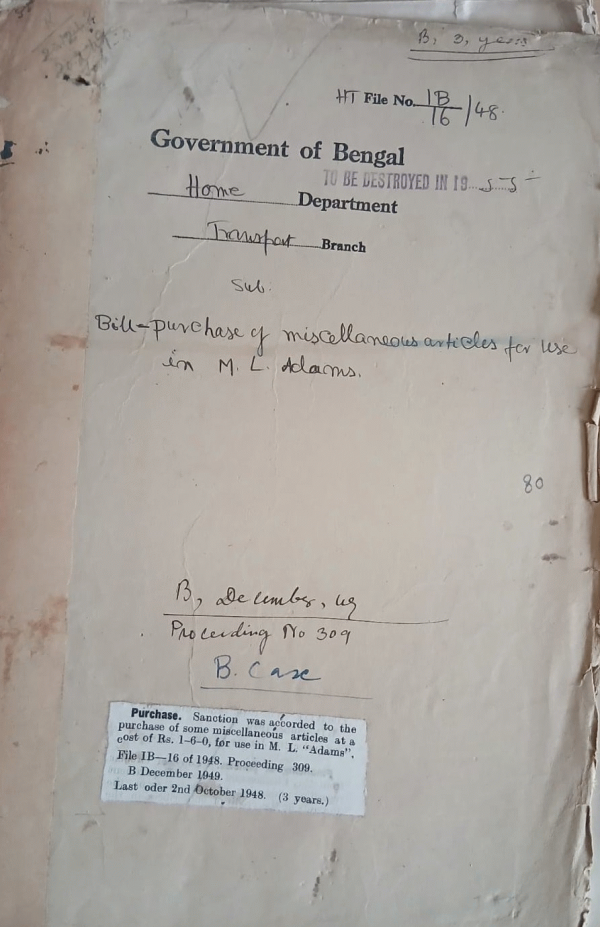 B, 3, years
HT File No. IB/16/48.
Government of Bengal
TO BE DESTROYED IN 19...55
Home Department
Transport Branch
Sub:
Bill-purchase of miscellaneous articles for use
in M. L. Adams.
80
B, December, 49
Proceeding No 309
B. Case
Purchase. Sanction was accorded to the
purchase of some miscellaneous articles at a
cost of Rs. 1-6-0, for use in M. L. "Adams".
File IB—16 of 1948. Proceeding 309.
B December 1949.
Last oder 2nd October 1948. (3 years.)